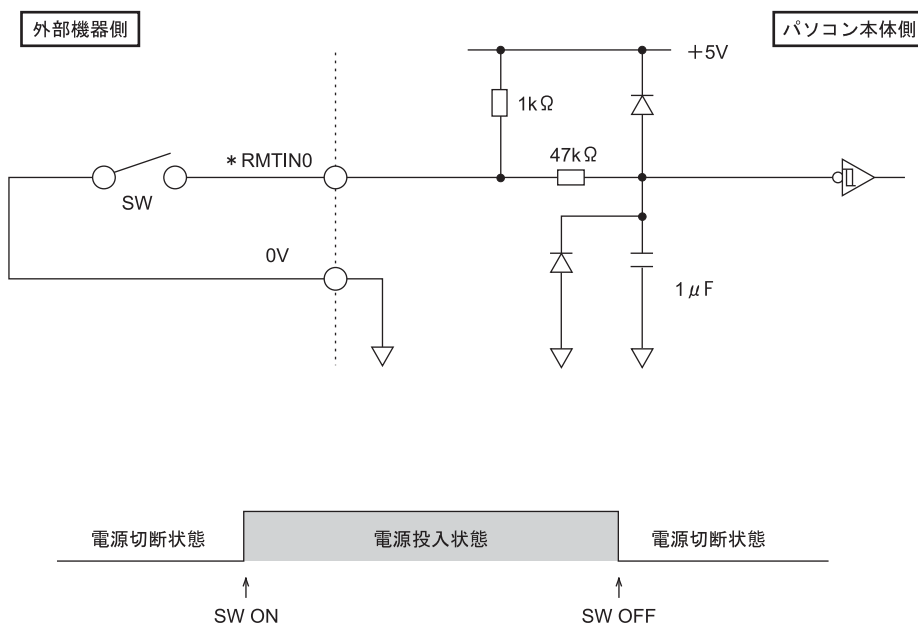 外部機器側
パソコン本体側
+5V
1kΩ
47kΩ
*RMTIN0
SW
0V
1μF
電源切断状態
電源投入状態
電源切断状態
SW ON
SW OFF